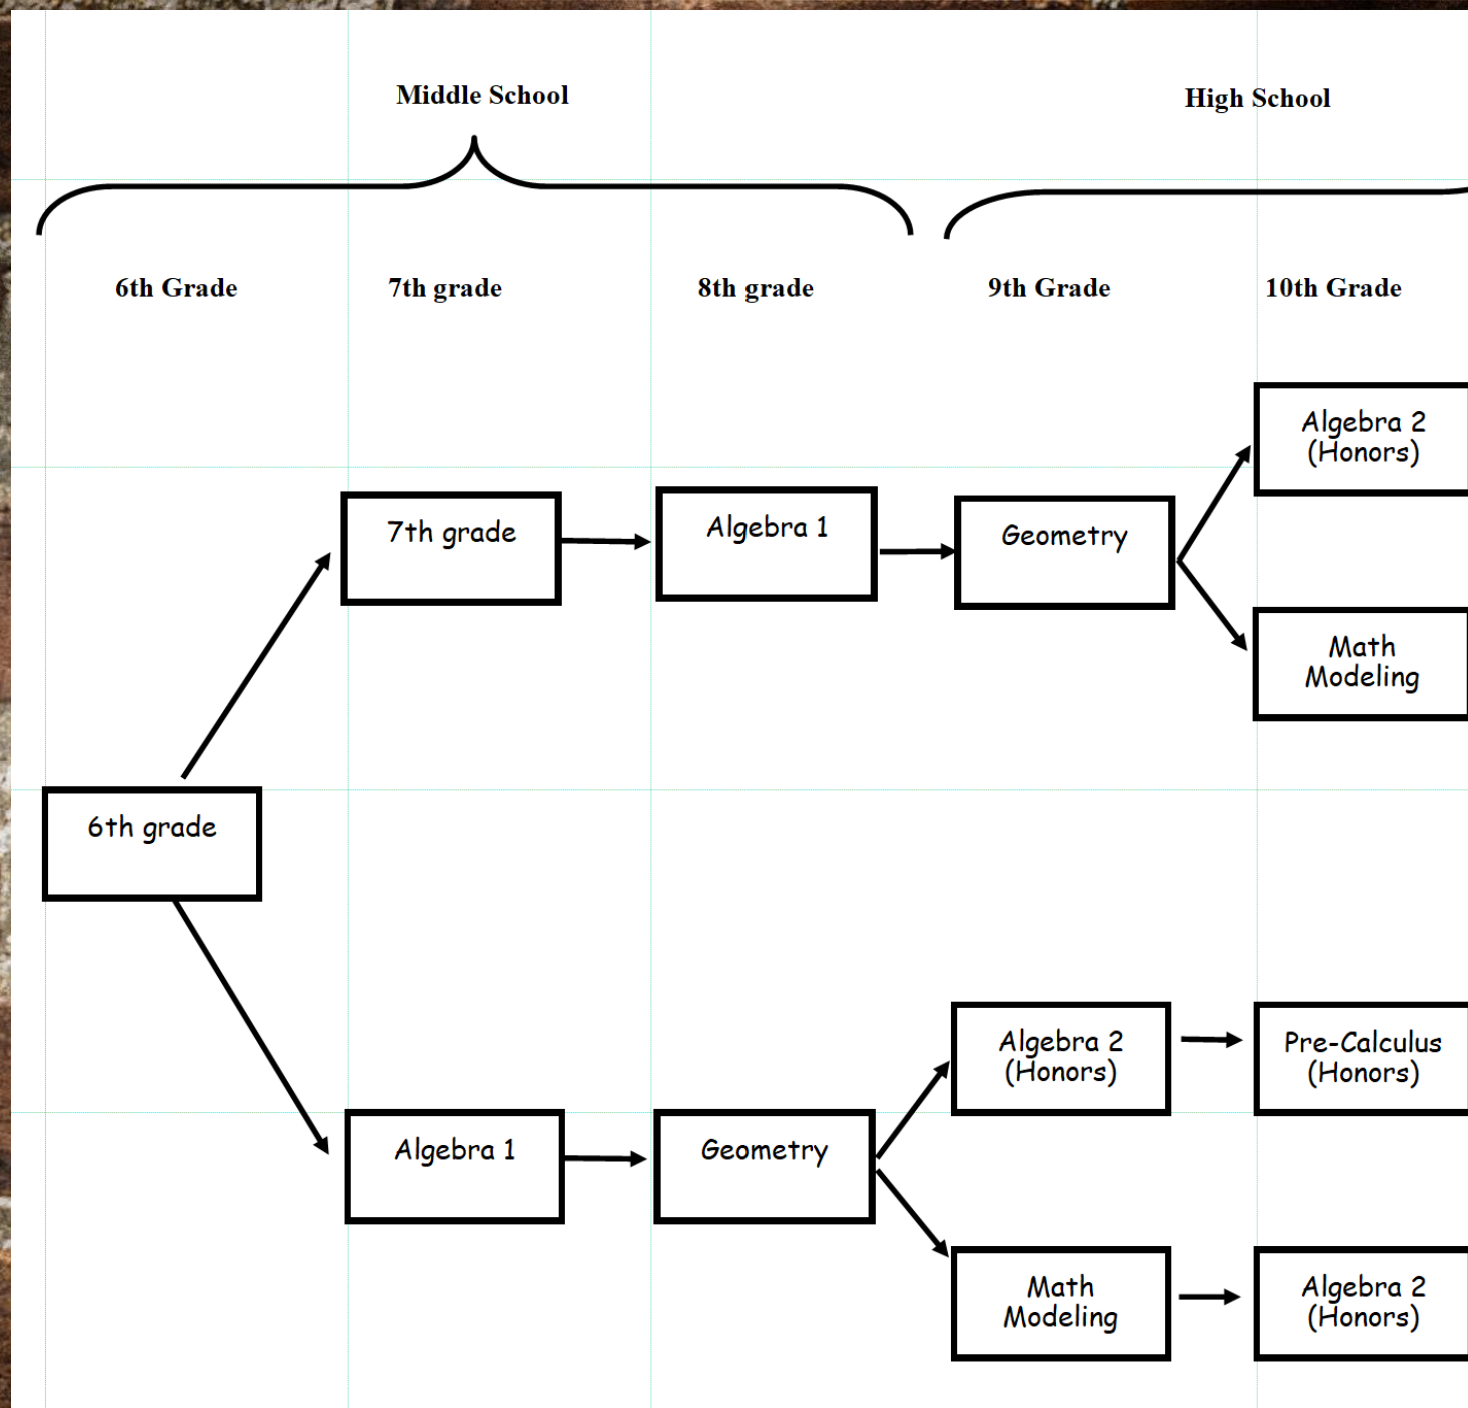 Middle School
High School
6th Grade
7th grade
8th grade
9th Grade
10th Grade
Algebra 2
(Honors)
7th grade
Algebra 1
Geometry
Math
Modeling
6th grade
Algebra 2
(Honors)
Pre-Calculus
(Honors)
Algebra 1
Geometry
Math
Modeling
Algebra 2
(Honors)